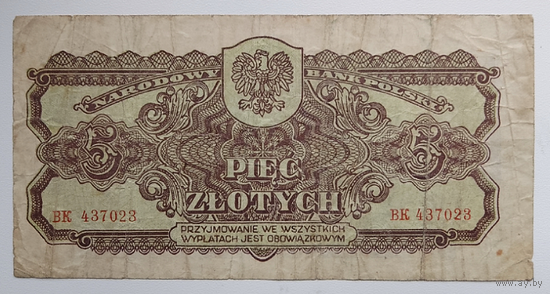 NARODOWY BANK POLSKI
5 5
PIĘĆ
ZŁOTYCH
BK 437023 BK 437023
PRZYJMOWANIE WE WSZYSTKICH
WYPŁATACH JEST OBOWIĄZKOWYM
www.ay.by